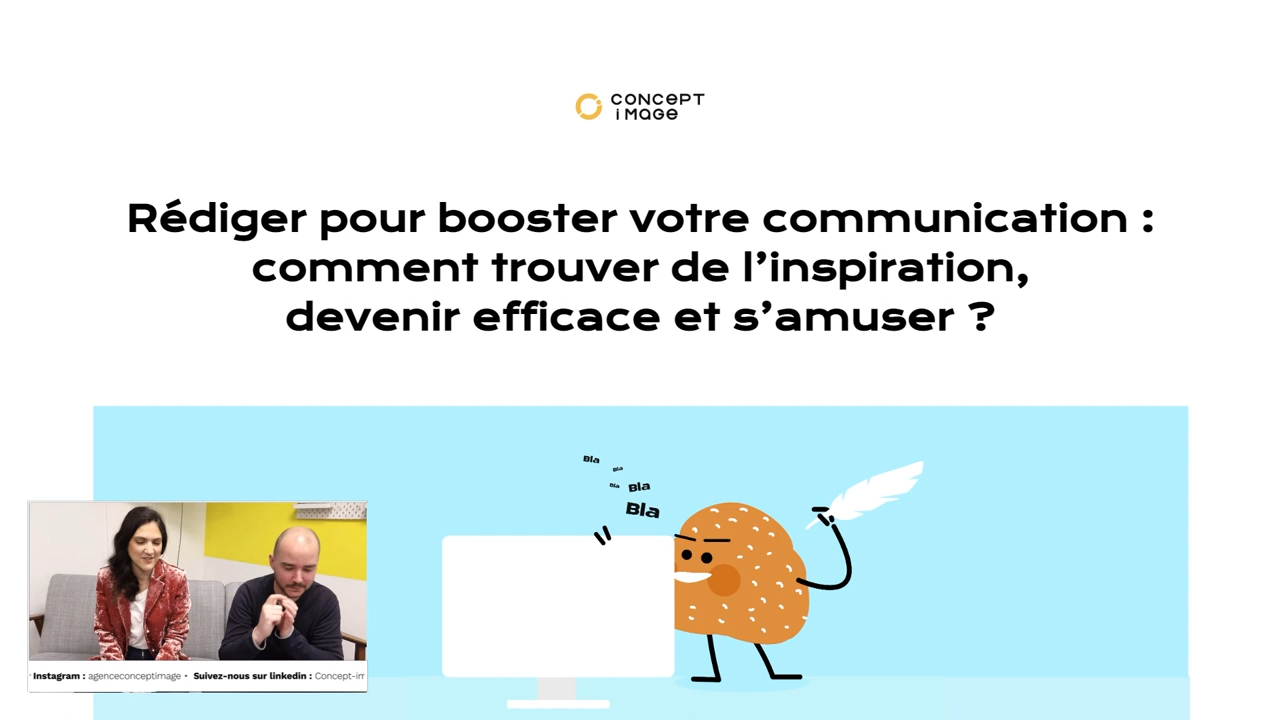 CONCEPT
iMAGE
Rédiger pour booster votre communication :
comment trouver de l’inspiration,
devenir efficace et s’amuser ?
Bla
Bla
Bla Bla
Bla
Instagram : agenceconceptimage • Suivez-nous sur linkedin : Concept-im